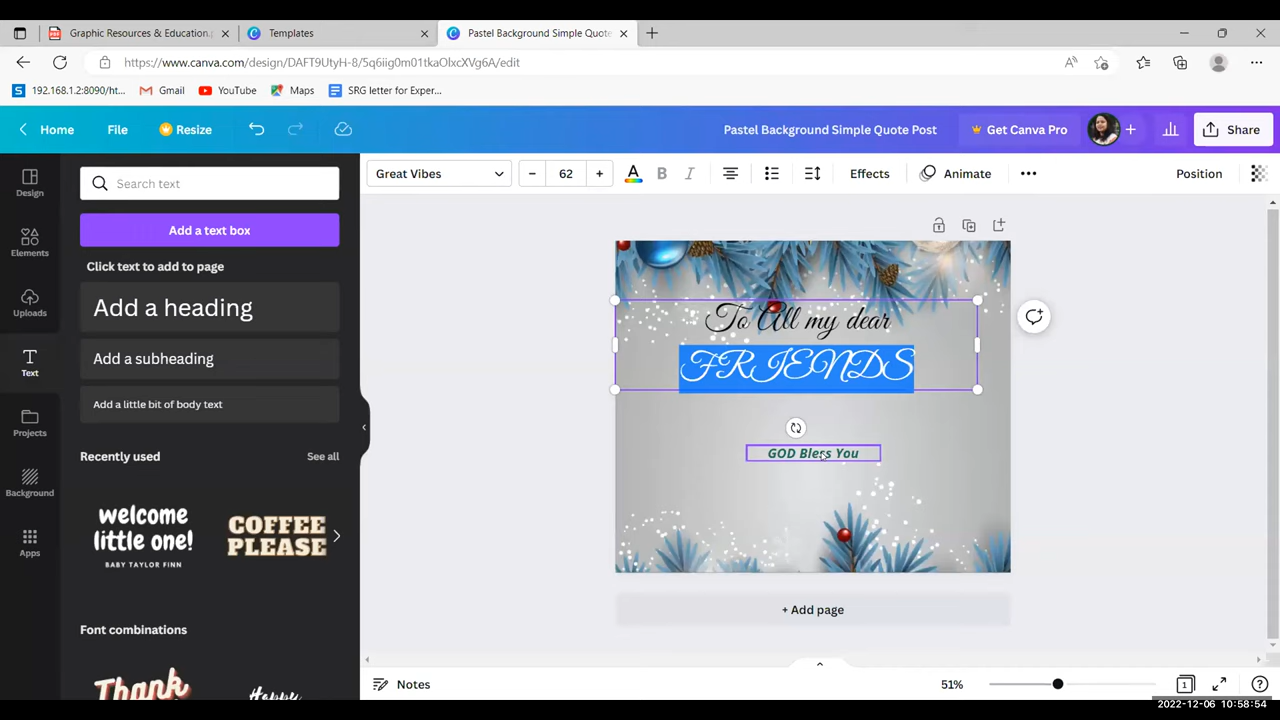 Graphic Resources & Education.p
Templates
Pastel Background Simple Quote
https://www.canva.com/design/DAFT9UtyH-8/5q6iig0m01tkaOlxcXVg6A/edit
192.168.1.2:8090/ht...
Gmail
YouTube
Maps
SRG letter for Exper...
Home
File
Resize
Pastel Background Simple Quote Post
Get Canva Pro
Share
Design
Elements
Uploads
Text
Projects
Background
Apps
Search text
Add a text box
Click text to add to page
Add a heading
Add a subheading
Add a little bit of body text
Recently used
See all
welcome
little one!
BABY TAYLOR FINN
COFFEE
PLEASE
Font combinations
Thank
Happy
Great Vibes
62
A
B
I
Effects
Animate
Position
To All my dear
FRIENDS
GOD Bless You
+ Add page
Notes
51%
1
2022-12-06 10:58:54